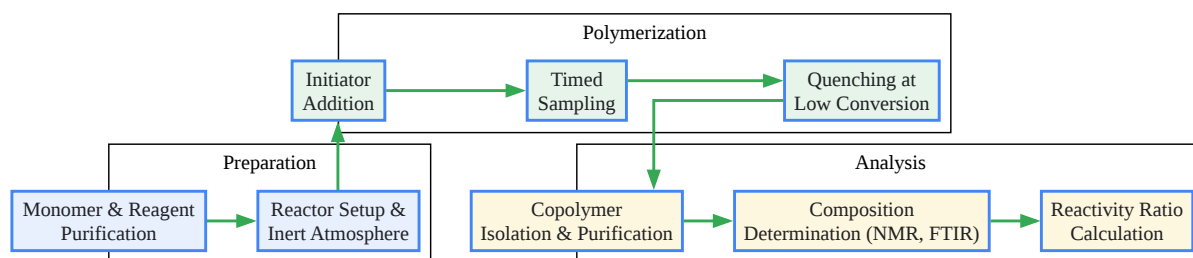 Polymerization
Initiator
Addition
Timed
Sampling
Quenching at
Low Conversion
Preparation
Monomer & Reagent
Purification
Reactor Setup &
Inert Atmosphere
Analysis
Copolymer
Isolation & Purification
Composition
Determination (NMR, FTIR)
Reactivity Ratio
Calculation